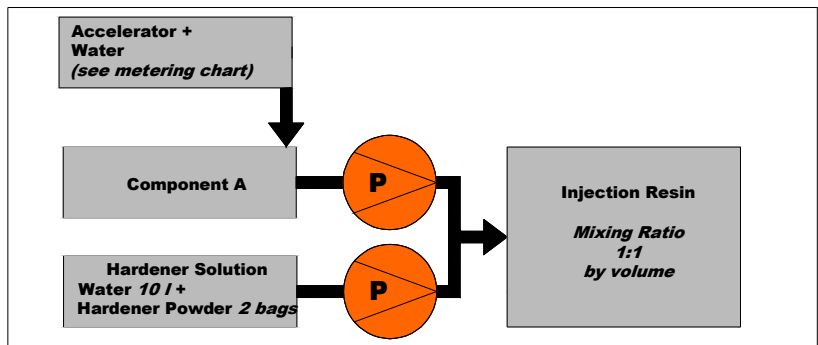 Accelerator +
Water
(see metering chart)
Component A
P
Injection Resin
Mixing Ratio
1:1
by volume
Hardener Solution
Water 10 l +
Hardener Powder 2 bags
P